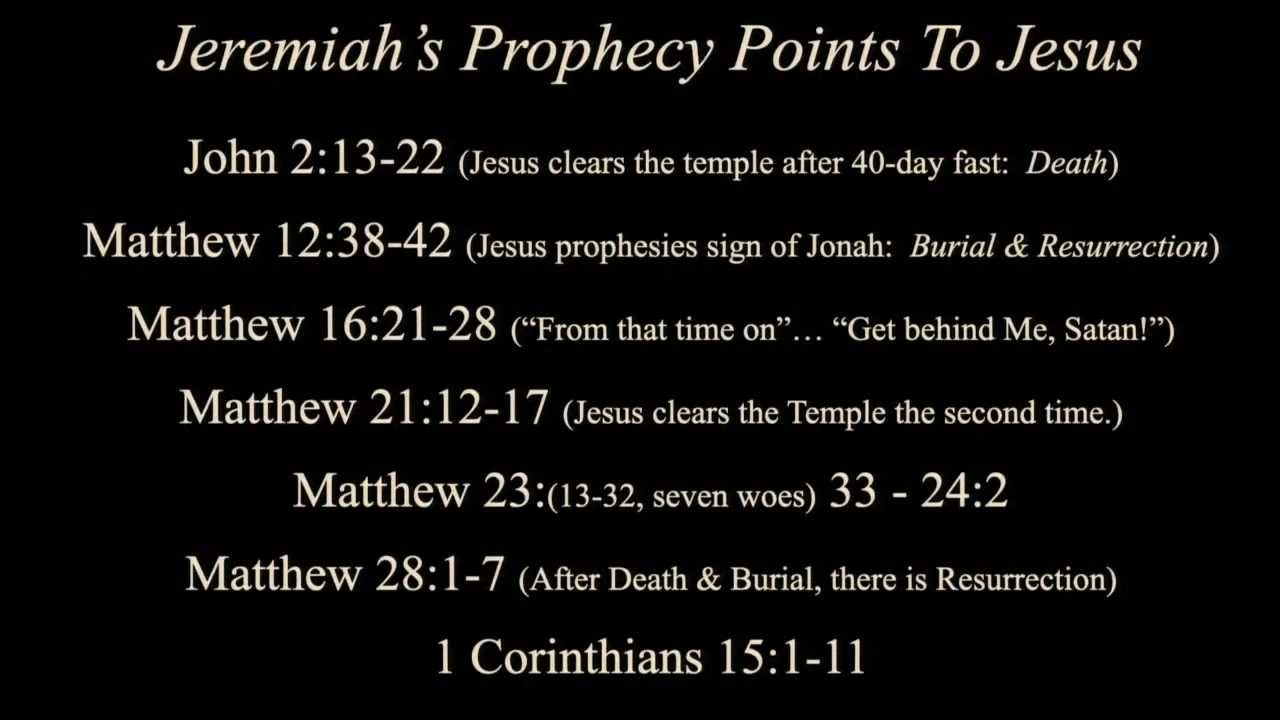 Jeremiah’s Prophecy Points To Jesus
John 2:13-22 (Jesus clears the temple after 40-day fast: Death)
Matthew 12:38-42 (Jesus prophesies sign of Jonah: Burial & Resurrection)
Matthew 16:21-28 (“From that time on”… “Get behind Me, Satan!”)
Matthew 21:12-17 (Jesus clears the Temple the second time.)
Matthew 23:(13-32, seven woes) 33 - 24:2
Matthew 28:1-7 (After Death & Burial, there is Resurrection)
1 Corinthians 15:1-11